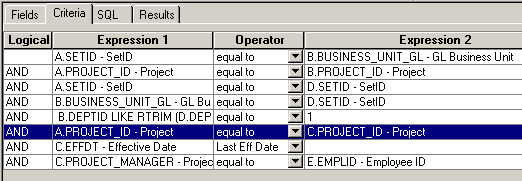 Fields Criteria SQL Results
Logical Expression 1 Operator Expression 2
A.SETID - SetID equal to B.BUSINESS_UNIT_GL - GL Business Unit
AND A.PROJECT_ID - Project equal to B.PROJECT_ID - Project
AND A.SETID - SetID equal to D.SETID - SetID
AND B.BUSINESS_UNIT_GL - GL Bu equal to D.SETID - SetID
AND B.DEPTID LIKE RTRIM (D.DEP equal to 1
AND A.PROJECT_ID - Project equal to C.PROJECT_ID - Project
AND C.EFFDT - Effective Date Last Eff Date
AND C.PROJECT_MANAGER - Projec equal to E.EMPLID - Employee ID